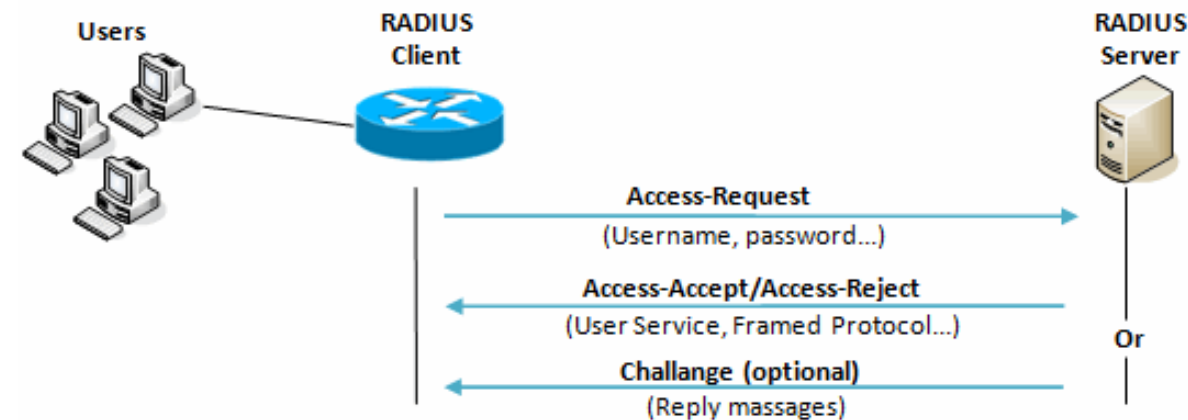 Users
RADIUS
Client
RADIUS
Server
Access-Request
(Username, password...)
Access-Accept/Access-Reject
(User Service, Framed Protocol...)
Or
Challange (optional)
(Reply massages)